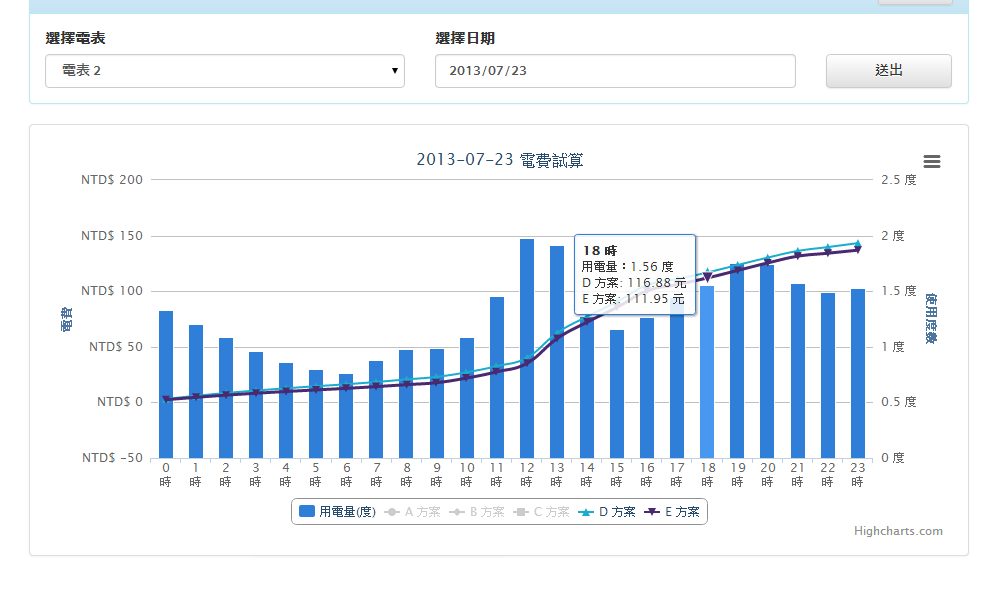 選擇電表
選擇日期
電表 2
2013/07/23
送出
2013-07-23 電費試算
NTD$ 200
NTD$ 150
NTD$ 100
NTD$ 50
NTD$ 0
NTD$ -50
電費
2.5 度
2 度
1.5 度
1 度
0.5 度
0 度
使用度數
18 時
用電量：1.56 度
D 方案: 116.88 元
E 方案: 111.95 元
0 時
1 時
2 時
3 時
4 時
5 時
6 時
7 時
8 時
9 時
10 時
11 時
12 時
13 時
14 時
15 時
16 時
17 時
18 時
19 時
20 時
21 時
22 時
23 時
用電量(度) A 方案 B 方案 C 方案 D 方案 E 方案
Highcharts.com